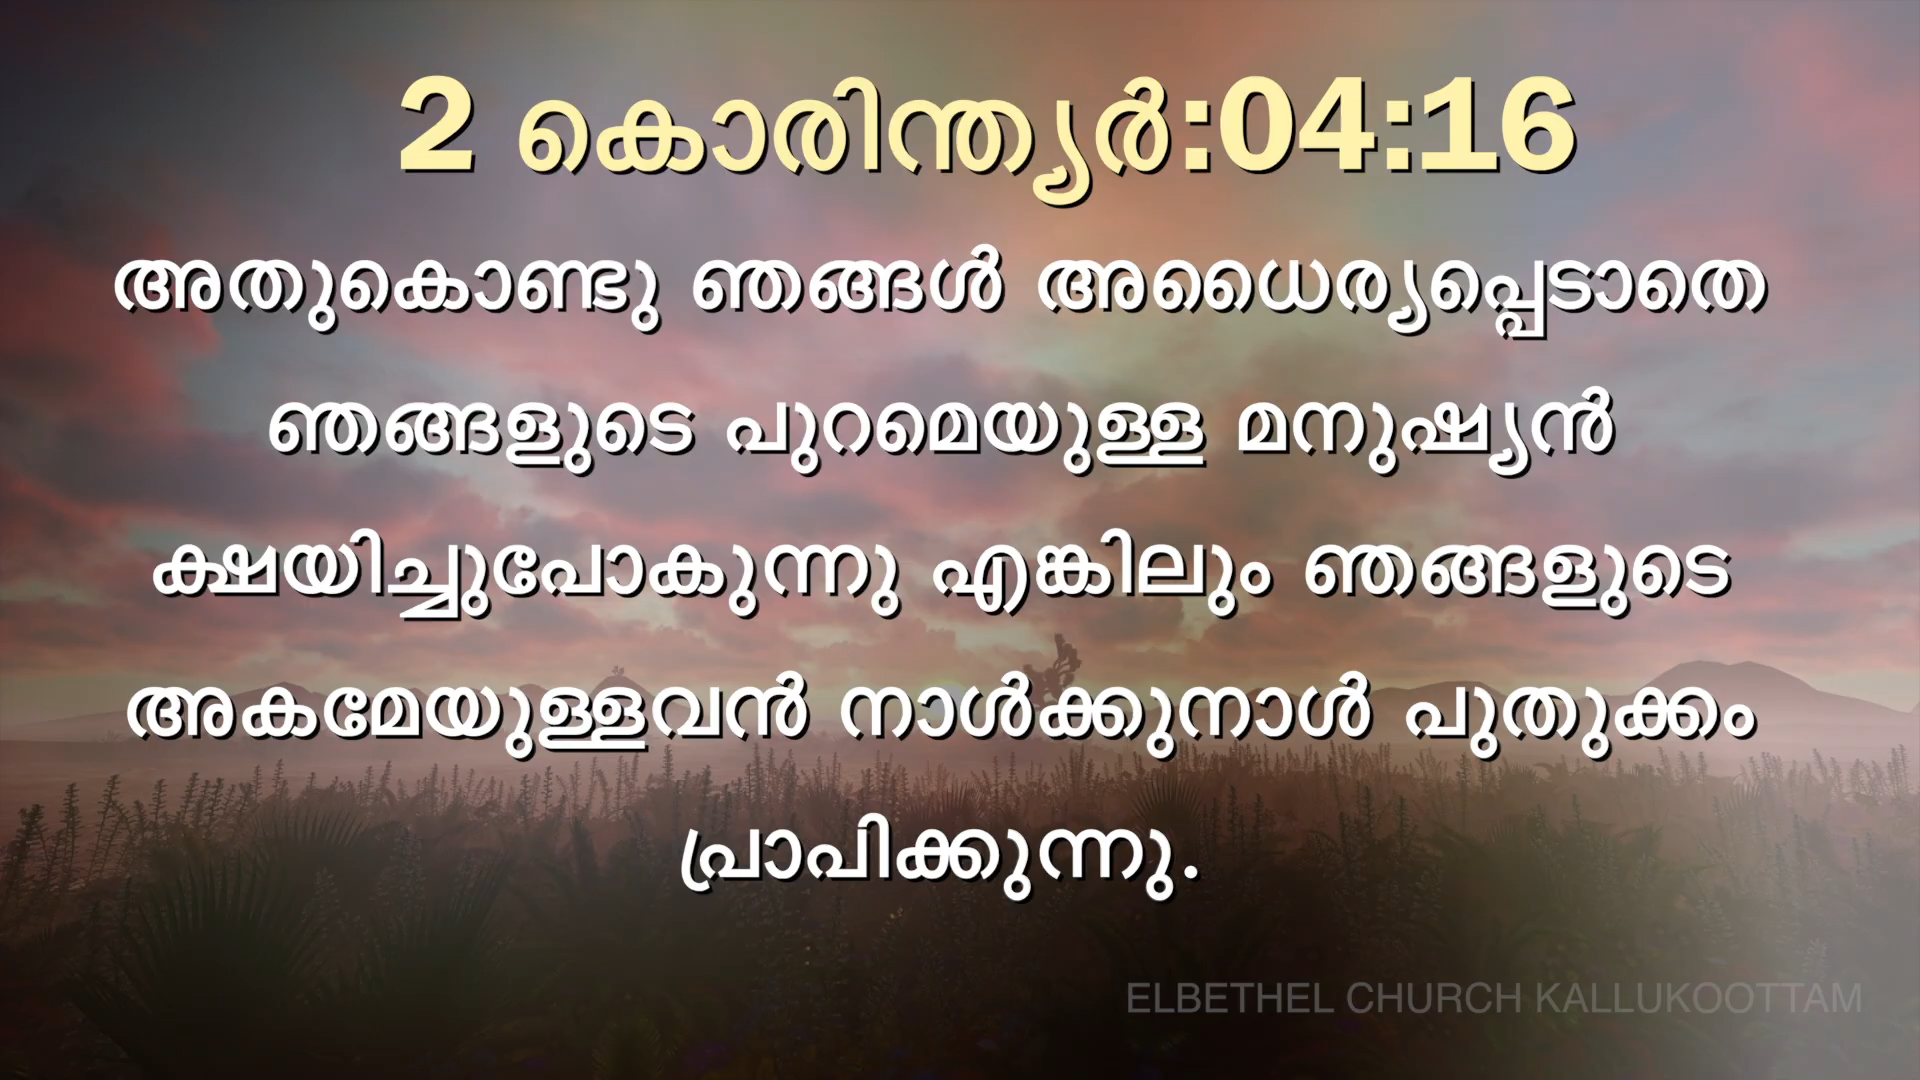 2 കൊരിന്ത്യർ:04:16
അതുകൊണ്ടു ഞങ്ങൾ അധൈര്യപ്പെടാതെ
ഞങ്ങളുടെ പുറമെയുള്ള മനുഷ്യൻ
ക്ഷയിച്ചുപോകുന്നു എങ്കിലും ഞങ്ങളുടെ
അകമേയുള്ളവൻ നാൾക്കുനാൾ പുതുക്കം
പ്രാപിക്കുന്നു.
ELBETHEL CHURCH KALLUKOOTTAM